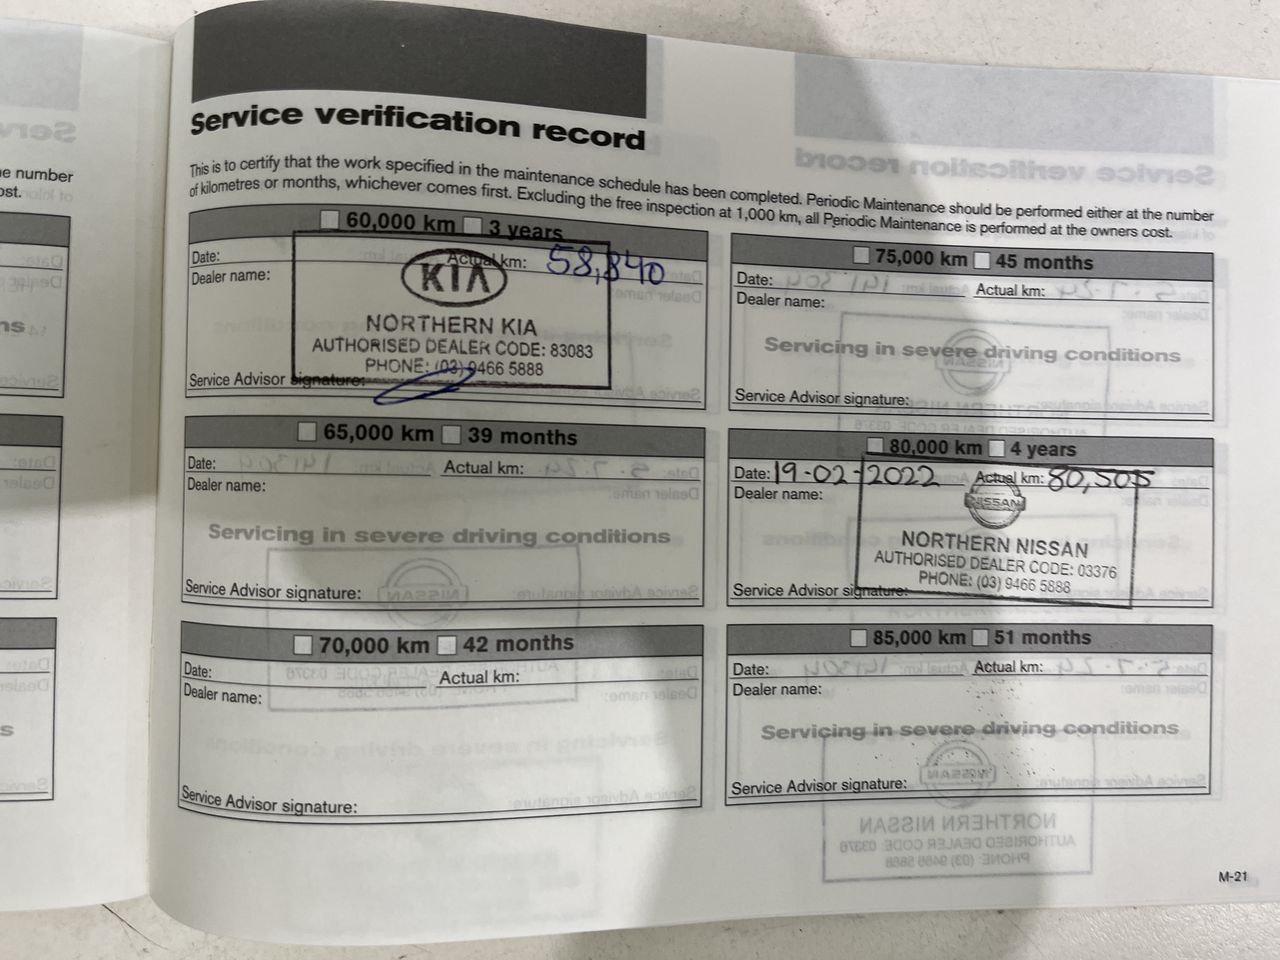 Service verification record
This is to certify that the work specified in the maintenance schedule has been completed. Periodic Maintenance should be performed either at the number
of kilometres or months, whichever comes first. Excluding the free inspection at 1,000 km, all Periodic Maintenance is performed at the owners cost.
60,000 km 3 years
Date: Actual km: 58,840
Dealer name:
KIA
NORTHERN KIA
AUTHORISED DEALER CODE: 83083
PHONE: (03) 9466 5888
Service Advisor signature:
65,000 km 39 months
Date: Actual km:
Dealer name:
Servicing in severe driving conditions
Service Advisor signature:
70,000 km 42 months
Date: Actual km:
Dealer name:
Service Advisor signature:
75,000 km 45 months
Date: Actual km:
Dealer name:
Servicing in severe driving conditions
Service Advisor signature:
80,000 km 4 years
Date: 19-02-2022 Actual km: 80,505
Dealer name:
NISSAN
NORTHERN NISSAN
AUTHORISED DEALER CODE: 03376
PHONE: (03) 9466 5888
Service Advisor signature:
85,000 km 51 months
Date: Actual km:
Dealer name:
Servicing in severe driving conditions
Service Advisor signature:
M-21